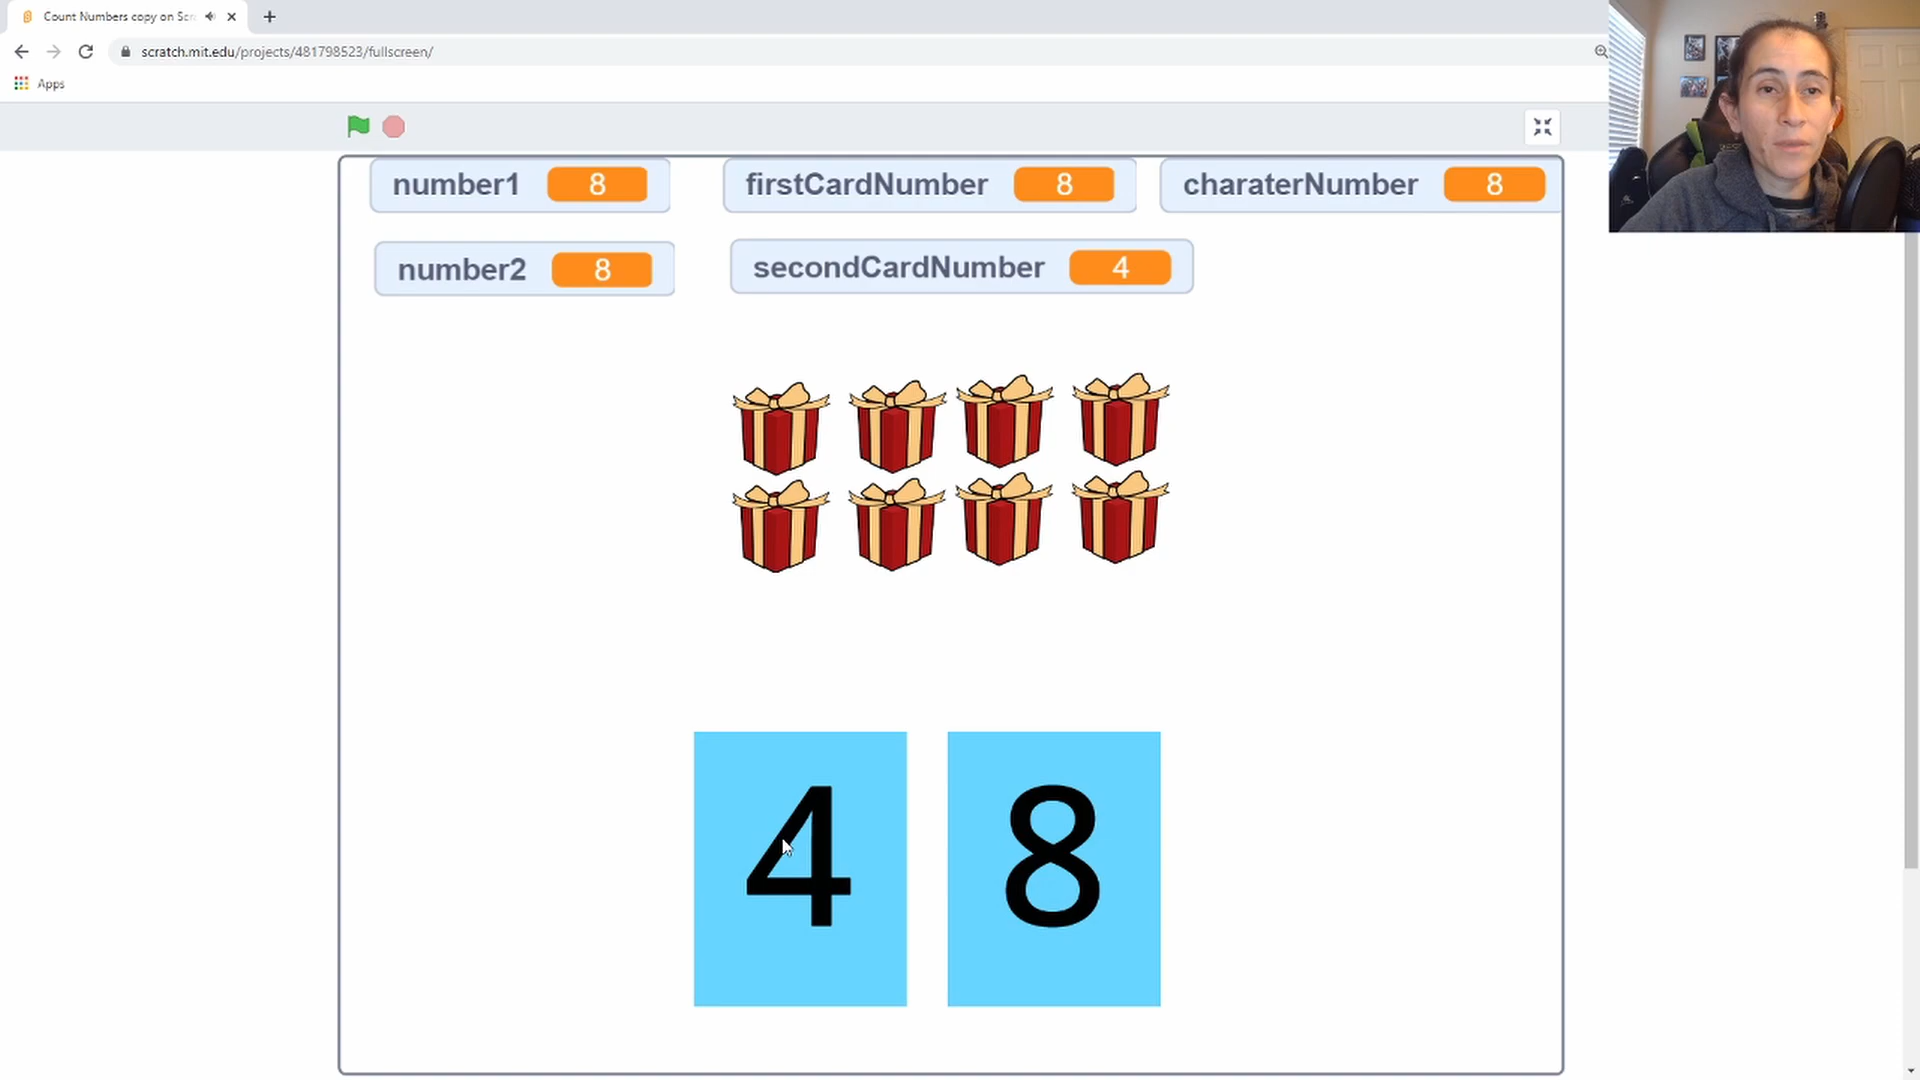 Count Numbers copy on Scr
scratch.mit.edu/projects/481798523/fullscreen/
Apps
number1 8
firstCardNumber 8
charaterNumber 8
number2 8
secondCardNumber 4
4 8